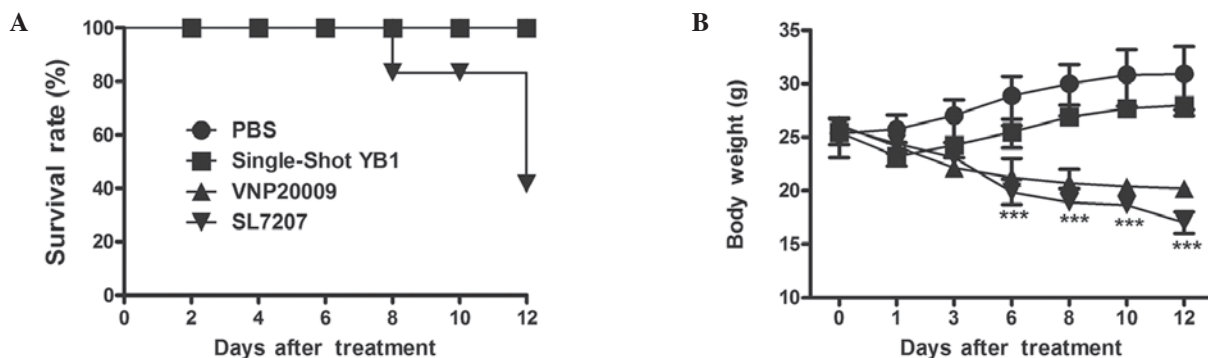 A
Survival rate (%)
100
80
60
40
20
0
PBS
Single-Shot YB1
VNP20009
SL7207
0 2 4 6 8 10 12
Days after treatment
B
Body weight (g)
35
30
25
20
15
10
*** *** *** ***
0 1 3 6 8 10 12
Days after treatment